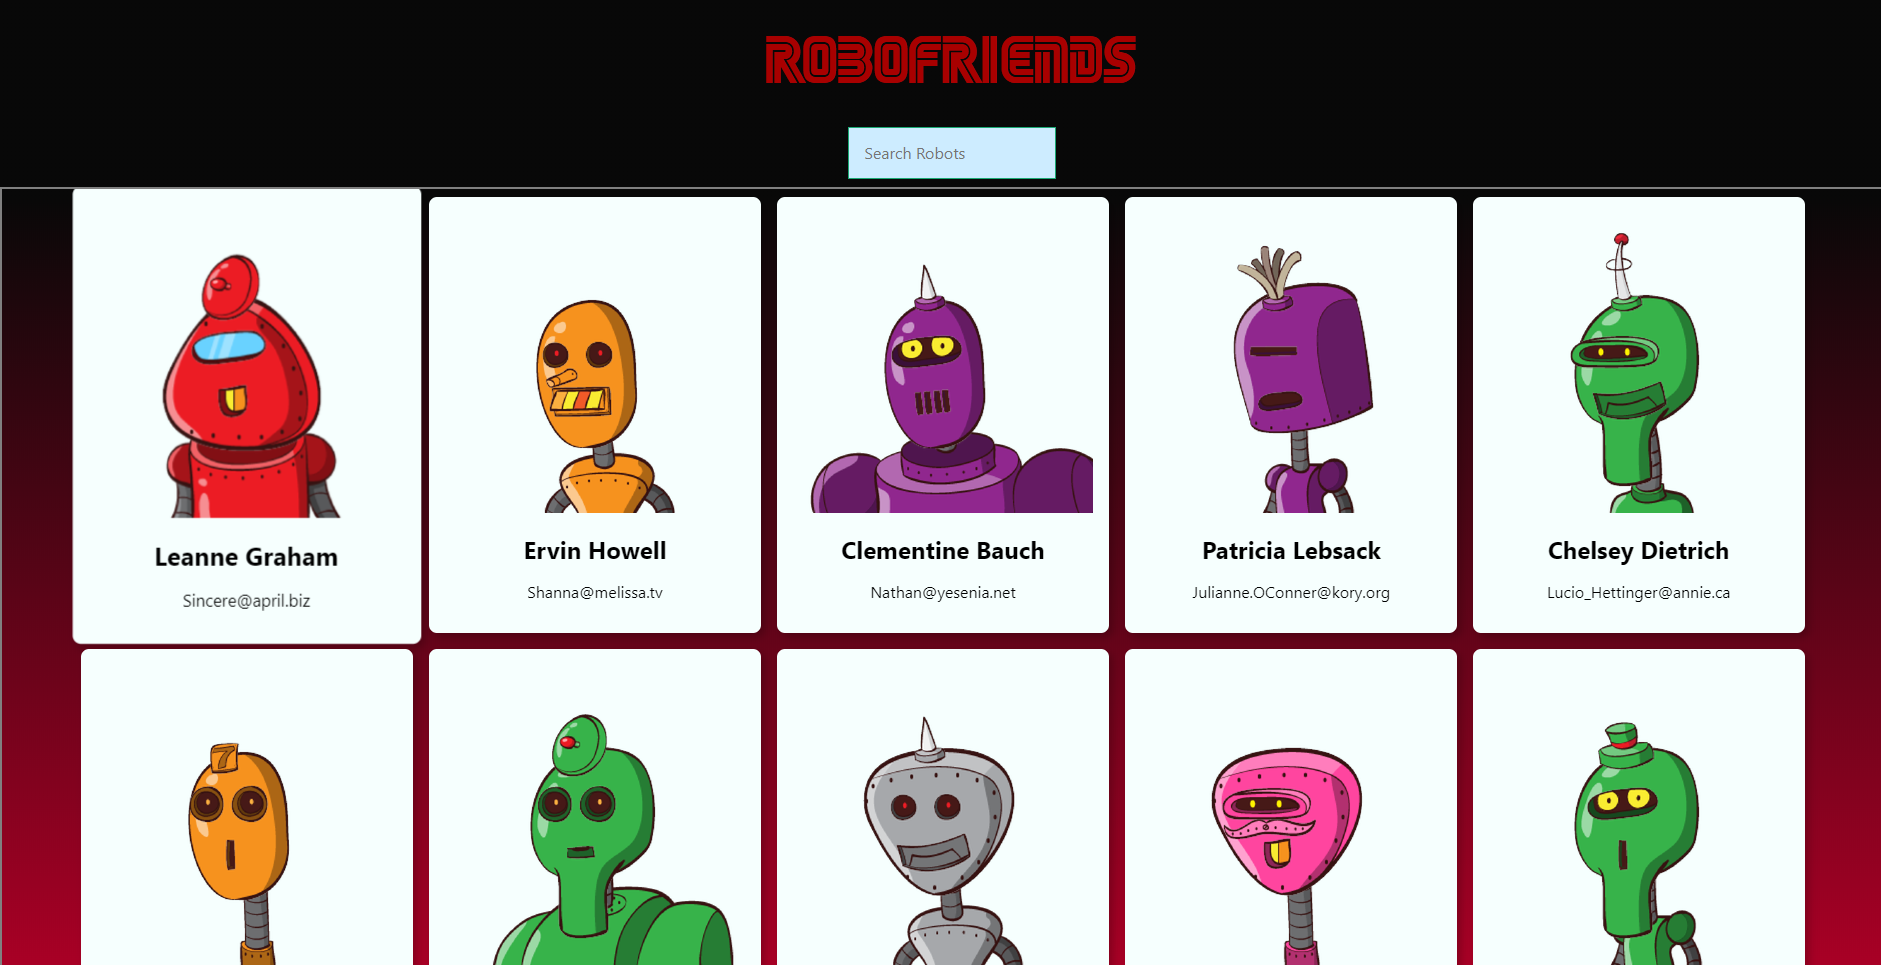 ROBOFRIENDS
Search Robots
Leanne Graham
Sincere@april.biz
Ervin Howell
Shanna@melissa.tv
Clementine Bauch
Nathan@yesenia.net
Patricia Lebsack
Julianne.OConner@kory.org
Chelsey Dietrich
Lucio_Hettinger@annie.ca
7